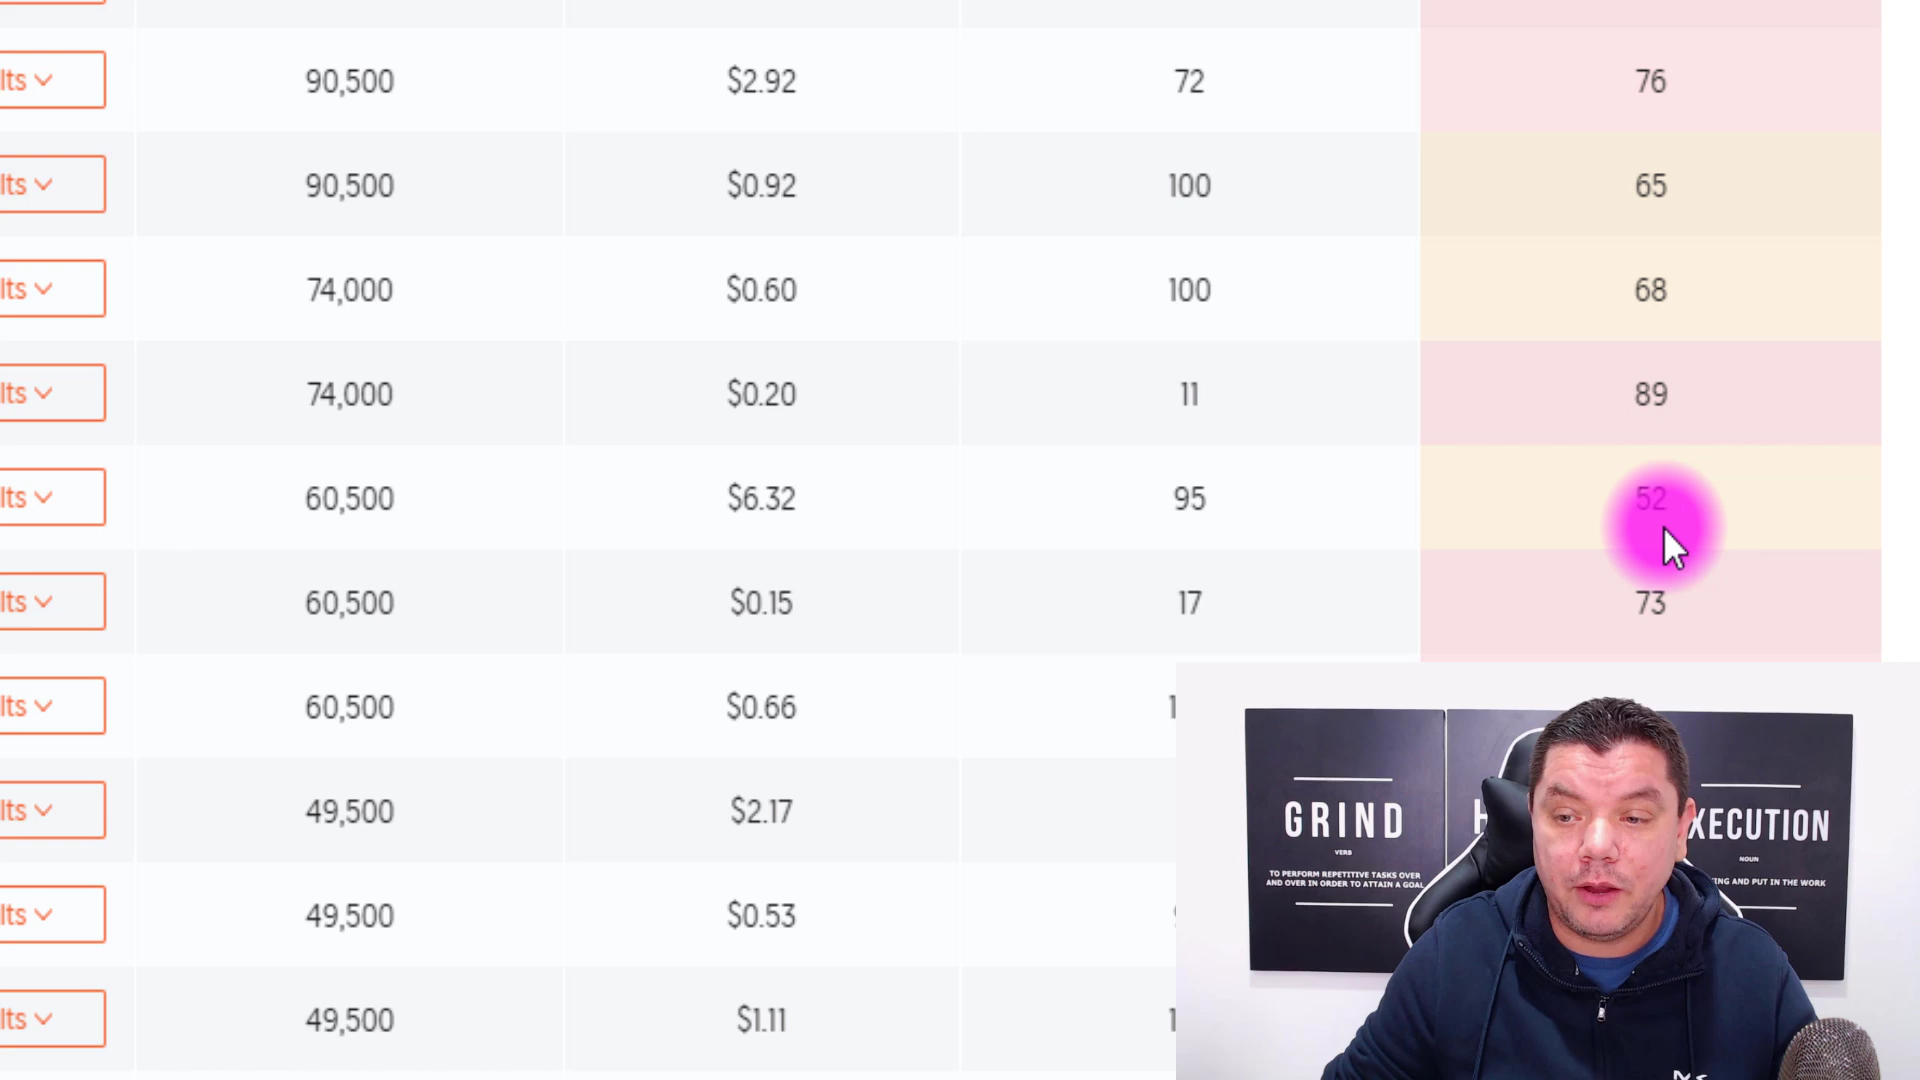 lts 90,500 $2.92 72 76
lts 90,500 $0.92 100 65
lts 74,000 $0.60 100 68
lts 74,000 $0.20 11 89
lts 60,500 $6.32 95 52
lts 60,500 $0.15 17 73
lts 60,500 $0.66 1
lts 49,500 $2.17
lts 49,500 $0.53
lts 49,500 $1.11 1
GRIND
VERB
TO PERFORM REPETITIVE TASKS OVER
AND OVER IN ORDER TO ATTAIN A GOAL
H
XECUTION
NOUN
ING AND PUT IN THE WORK